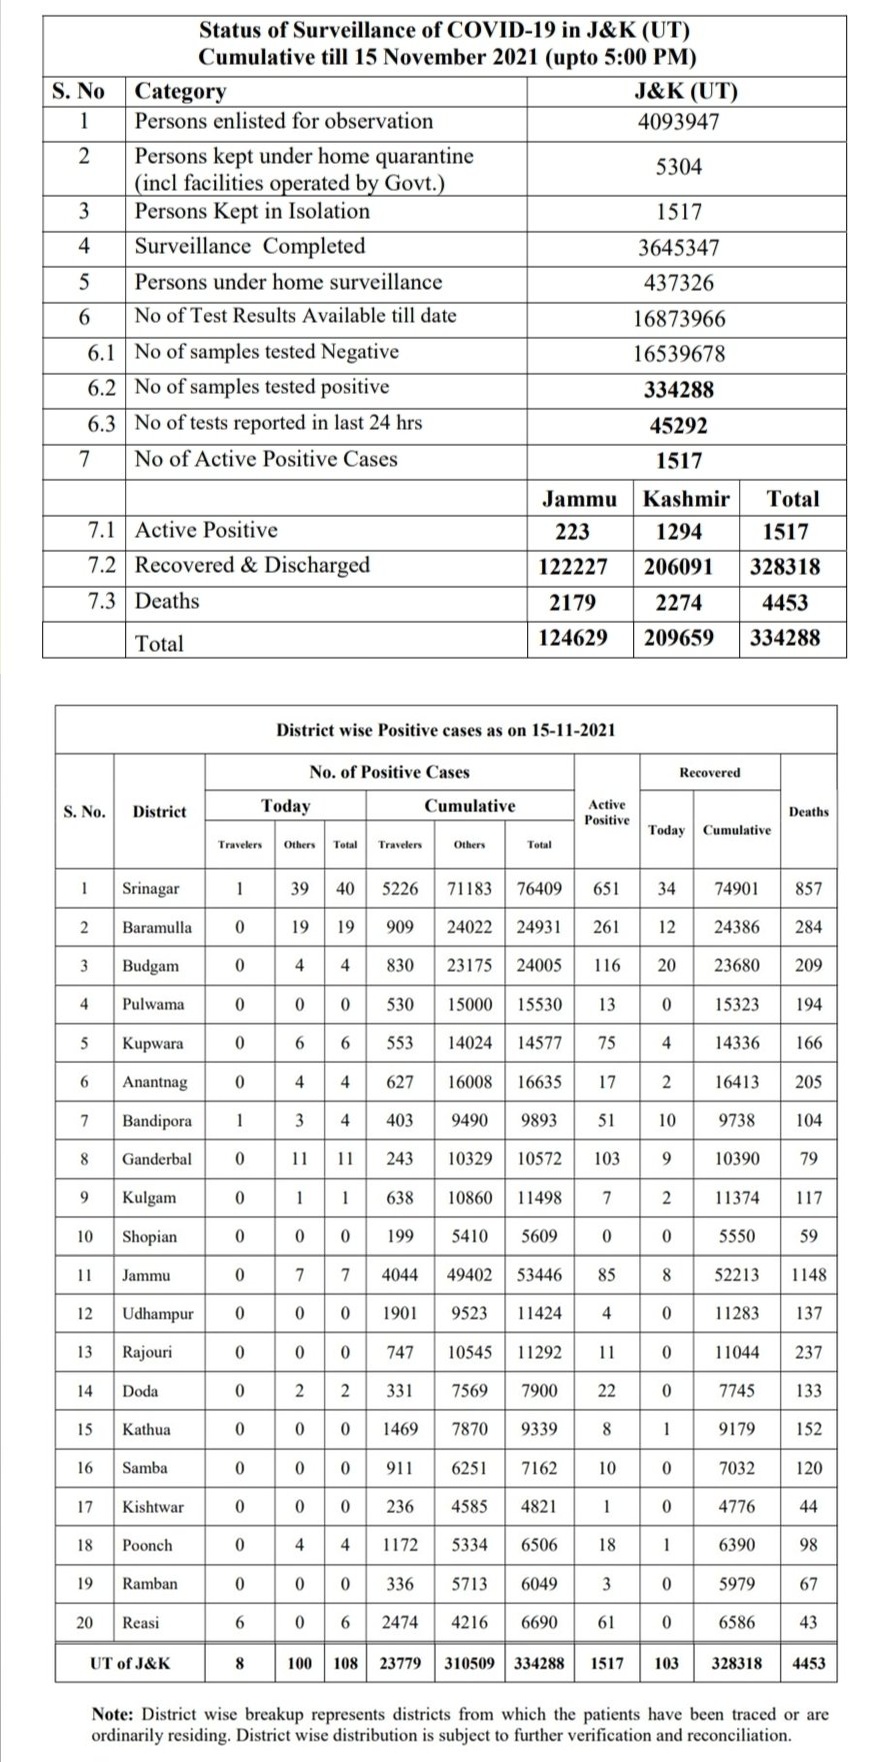 Status of Surveillance of COVID-19 in J&K (UT)
Cumulative till 15 November 2021 (upto 5:00 PM)
S. No Category J&K (UT)
1 Persons enlisted for observation 4093947
2 Persons kept under home quarantine
(incl facilities operated by Govt.) 5304
3 Persons Kept in Isolation 1517
4 Surveillance Completed 3645347
5 Persons under home surveillance 437326
6 No of Test Results Available till date 16873966
6.1 No of samples tested Negative 16539678
6.2 No of samples tested positive 334288
6.3 No of tests reported in last 24 hrs 45292
7 No of Active Positive Cases 1517
Jammu Kashmir Total
7.1 Active Positive 223 1294 1517
7.2 Recovered & Discharged 122227 206091 328318
7.3 Deaths 2179 2274 4453
Total 124629 209659 334288
District wise Positive cases as on 15-11-2021
S. No. District No. of Positive Cases Active Positive Recovered Deaths
Today Cumulative Today Cumulative
Travelers Others Total Travelers Others Total
1 Srinagar 1 39 40 5226 71183 76409 651 34 74901 857
2 Baramulla 0 19 19 909 24022 24931 261 12 24386 284
3 Budgam 0 4 4 830 23175 24005 116 20 23680 209
4 Pulwama 0 0 0 530 15000 15530 13 0 15323 194
5 Kupwara 0 6 6 553 14024 14577 75 4 14336 166
6 Anantnag 0 4 4 627 16008 16635 17 2 16413 205
7 Bandipora 1 3 4 403 9490 9893 51 10 9738 104
8 Ganderbal 0 11 11 243 10329 10572 103 9 10390 79
9 Kulgam 0 1 1 638 10860 11498 7 2 11374 117
10 Shopian 0 0 0 199 5410 5609 0 0 5550 59
11 Jammu 0 7 7 4044 49402 53446 85 8 52213 1148
12 Udhampur 0 0 0 1901 9523 11424 4 0 11283 137
13 Rajouri 0 0 0 747 10545 11292 11 0 11044 237
14 Doda 0 2 2 331 7569 7900 22 0 7745 133
15 Kathua 0 0 0 1469 7870 9339 8 1 9179 152
16 Samba 0 0 0 911 6251 7162 10 0 7032 120
17 Kishtwar 0 0 0 236 4585 4821 1 0 4776 44
18 Poonch 0 4 4 1172 5334 6506 18 1 6390 98
19 Ramban 0 0 0 336 5713 6049 3 0 5979 67
20 Reasi 6 0 6 2474 4216 6690 61 0 6586 43
UT of J&K 8 100 108 23779 310509 334288 1517 103 328318 4453
Note: District wise breakup represents districts from which the patients have been traced or are
ordinarily residing. District wise distribution is subject to further verification and reconciliation.